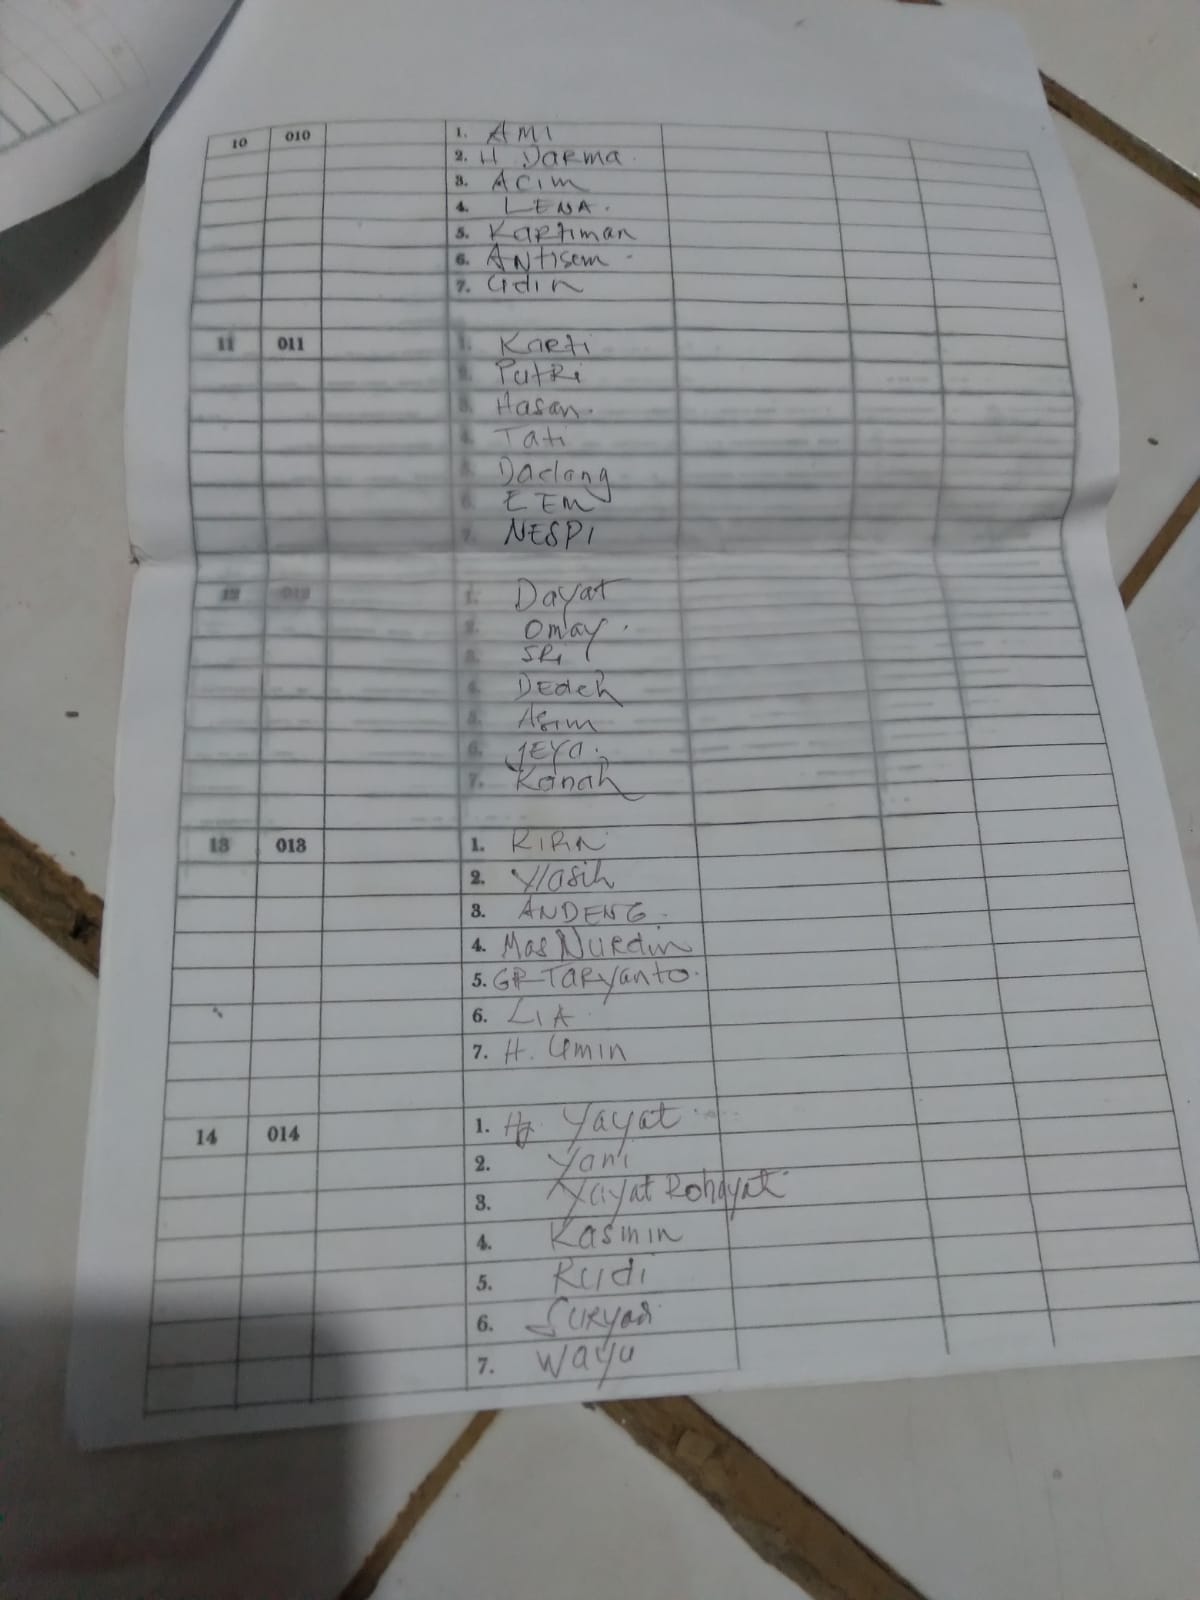 10 010 1. AMI
2. H DARMA
3. ACIM
4. LENA.
5. KARTIMAN
6. ANtisem
7. Udin
11 011 1. Karti
2. PutRi
3. Hasan.
4. Tati
5. Dadang
6. EEM
7. NESPI
12 012 1. Dayat
2. Omay.
3. SRi
4. DEdeh
5. Asim
6. JEYA.
7. Kanah
13 013 1.
2.
3. ANDENG.
4. Mas NuRdin
5. GR TARyanto.
6. LIA
7. H. Umin
14 014 1. Hj. Yayat
2. Yani
3. Yayat Rohayat
4. Kasmin
5. Rudi
6. Suryadi
7. Wayu